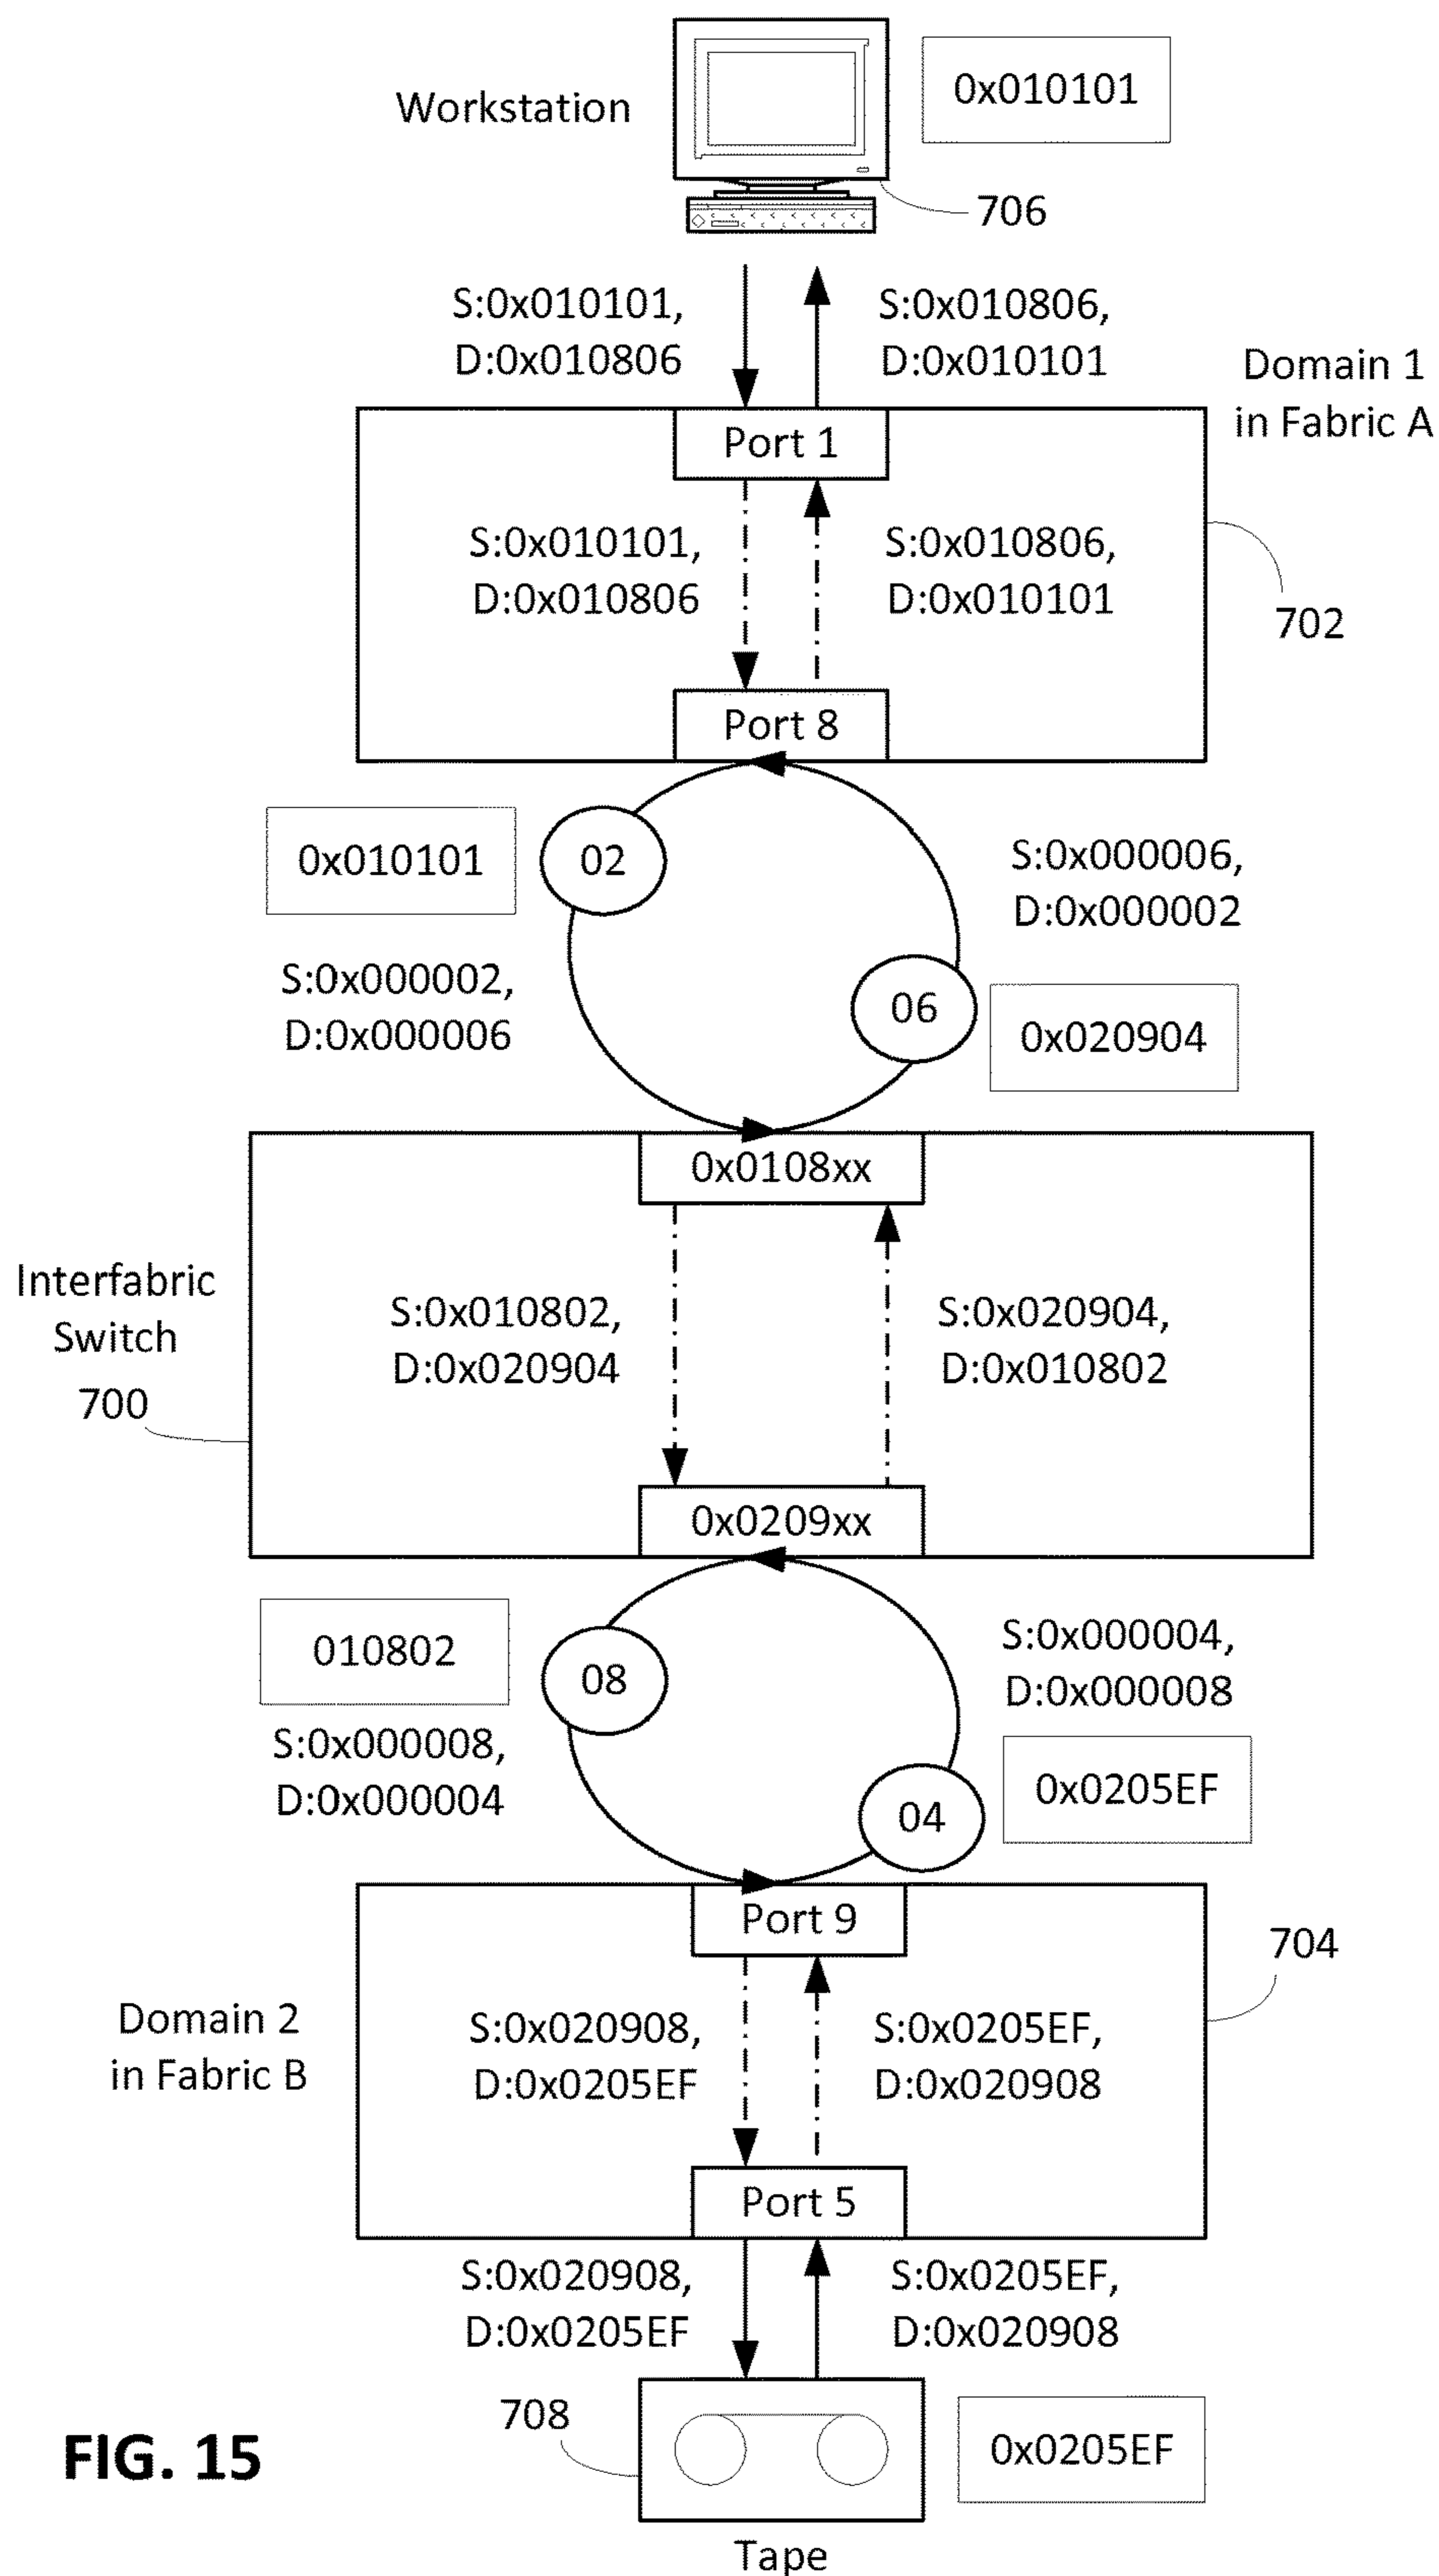 0x010101
Workstation
706
S:0x010101,
D:0x010806
S:0x010806,
D:0x010101
Domain 1
in Fabric A
Port 1
S:0x010101,
D:0x010806
S:0x010806,
D:0x010101
702
Port 8
0x010101
02
S:0x000006,
D:0x000002
S:0x000002,
D:0x000006
06
0x020904
0x0108xx
Interfabric
Switch
700
S:0x010802,
D:0x020904
S:0x020904,
D:0x010802
0x0209xx
010802
08
S:0x000004,
D:0x000008
S:0x000008,
D:0x000004
04
0x0205EF
Port 9
704
Domain 2
in Fabric B
S:0x020908,
D:0x0205EF
S:0x0205EF,
D:0x020908
Port 5
S:0x020908,
D:0x0205EF
S:0x0205EF,
D:0x020908
708
0x0205EF
FIG. 15
Tape